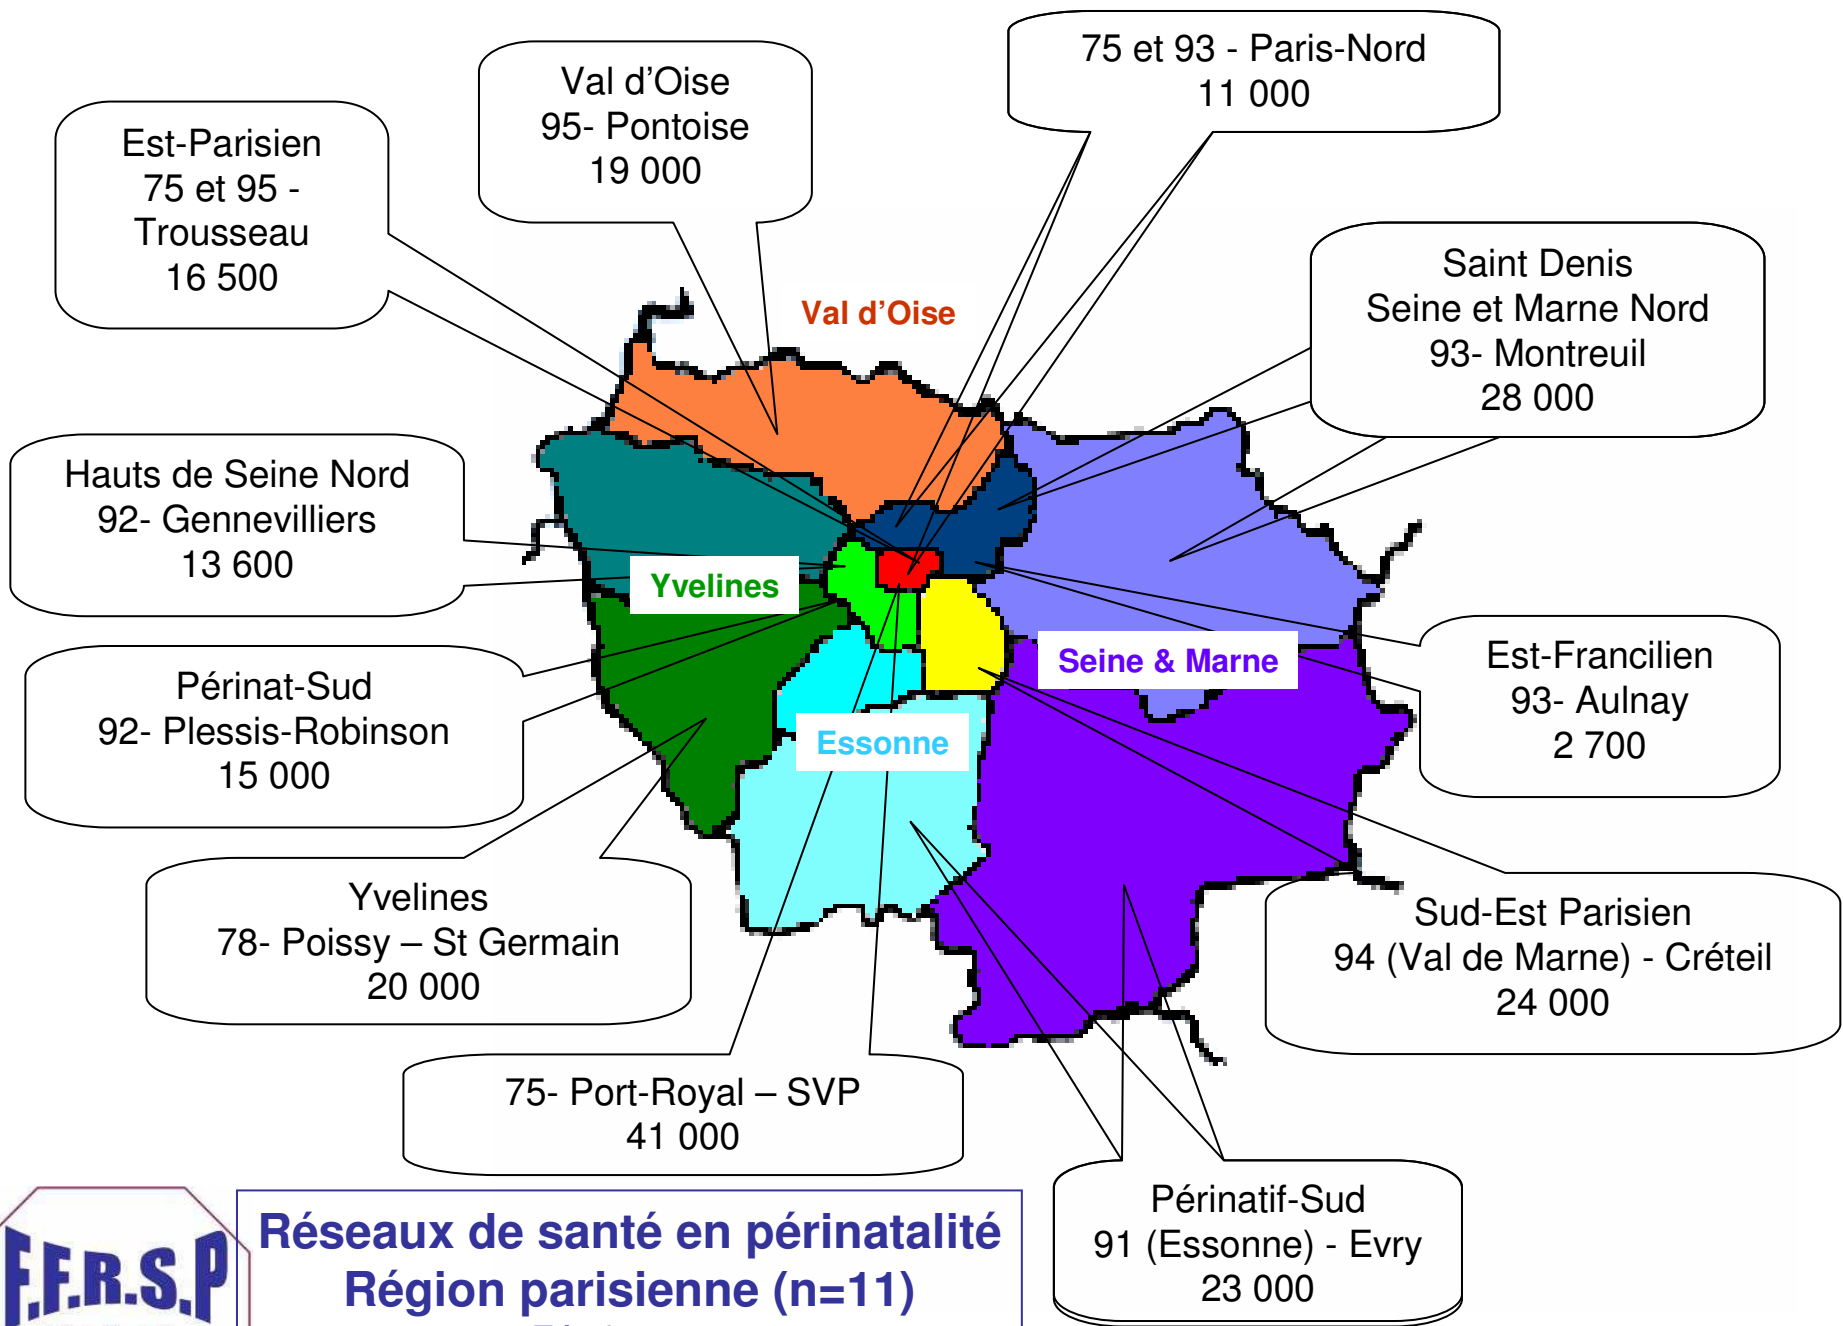 75 et 93 - Paris-Nord
11 000
Val d’Oise
95- Pontoise
19 000
Est-Parisien
75 et 95 -
Trousseau
16 500
Saint Denis
Seine et Marne Nord
93- Montreuil
28 000
Val d’Oise
Hauts de Seine Nord
92- Gennevilliers
13 600
Yvelines
Seine & Marne
Essonne
Est-Francilien
93- Aulnay
2 700
Périnat-Sud
92- Plessis-Robinson
15 000
Yvelines
78- Poissy – St Germain
20 000
Sud-Est Parisien
94 (Val de Marne) - Créteil
24 000
75- Port-Royal – SVP
41 000
Périnatif-Sud
91 (Essonne) - Evry
23 000
F.F.R.S.P
Réseaux de santé en périnatalité
Région parisienne (n=11)